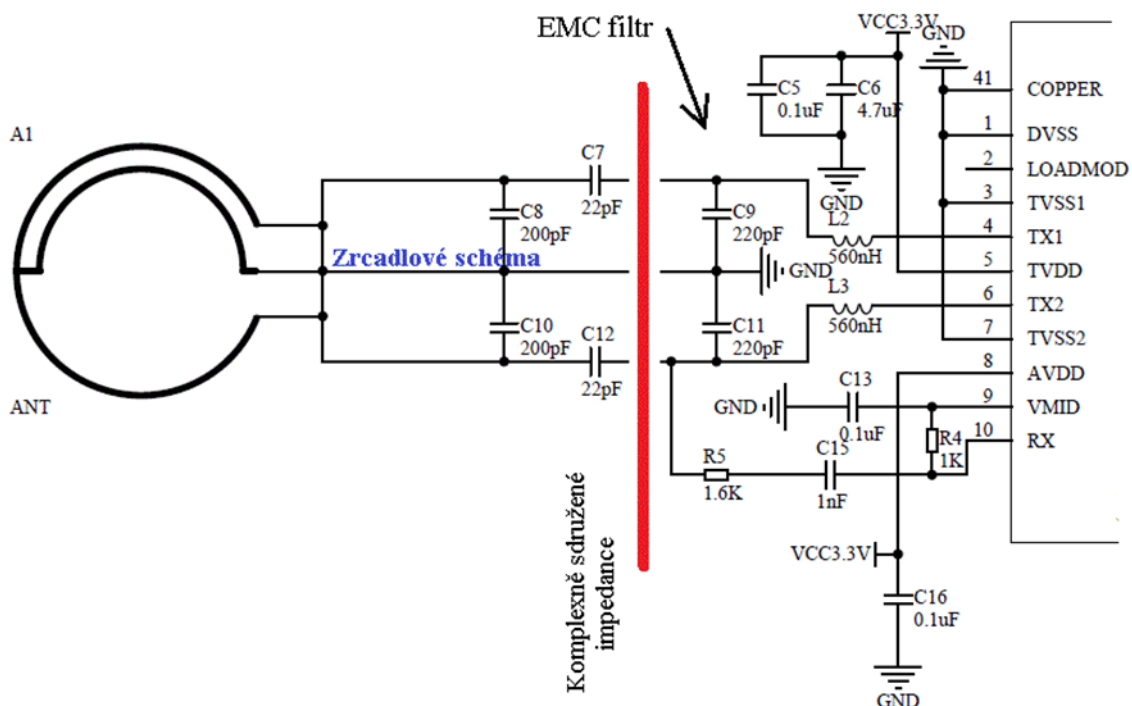 EMC filtr
VCC3.3V
GND
C5
0.1uF
C6
4.7uF
41
COPPER
A1
1
DVSS
C7
2
LOADMOD
22pF
GND
3
TVSS1
C8
200pF
C9
220pF
L2
4
TX1
560nH
Zrcadlové schéma
GND
5
TVDD
L3
6
TX2
C10
200pF
C12
C11
220pF
560nH
7
TVSS2
22pF
8
AVDD
ANT
C13
GND
9
VMID
0.1uF
R4
1K
10
RX
R5
C15
1.6K
1nF
Komplexně sdružené
impedance
VCC3.3V
C16
0.1uF
GND